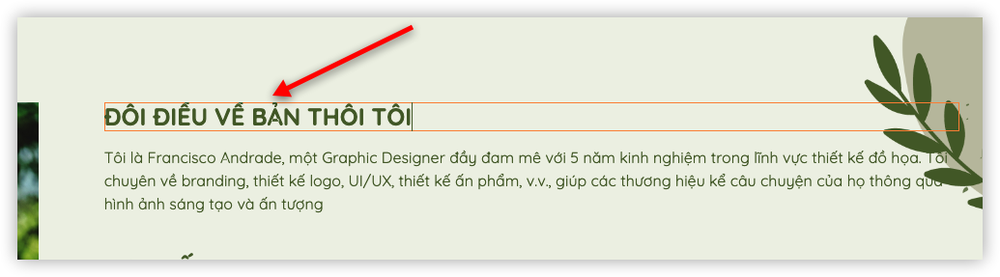 ĐÔI ĐIỀU VỀ BẢN THÔI TÔI
Tôi là Francisco Andrade, một Graphic Designer đầy đam mê với 5 năm kinh nghiệm trong lĩnh vực thiết kế đồ họa. Tôi
chuyên về branding, thiết kế logo, UI/UX, thiết kế ấn phẩm, v.v., giúp các thương hiệu kể câu chuyện của họ thông qua
hình ảnh sáng tạo và ấn tượng